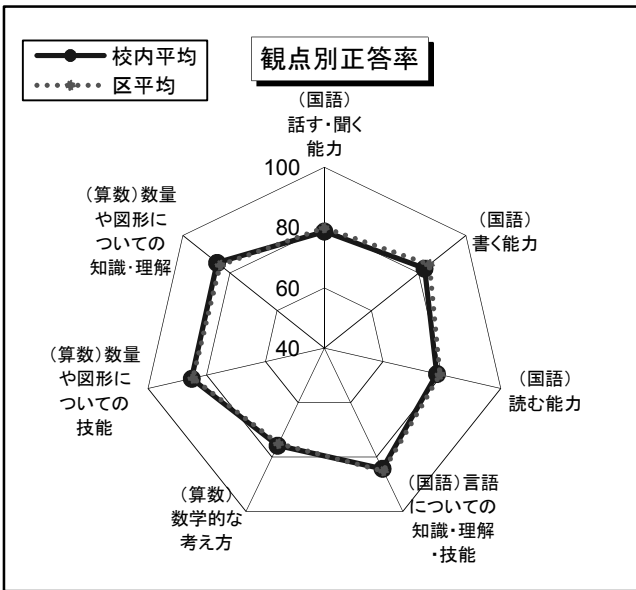 校内平均
区平均
観点別正答率
（国語）
話す・聞く
能力
100
80
60
40
（国語）
書く能力
（国語）
読む能力
（国語）言語
についての
知識・理解
・技能
（算数）
数学的な
考え方
（算数）数量
や図形に
ついての
技能
（算数）数量
や図形に
ついての
知識・理解